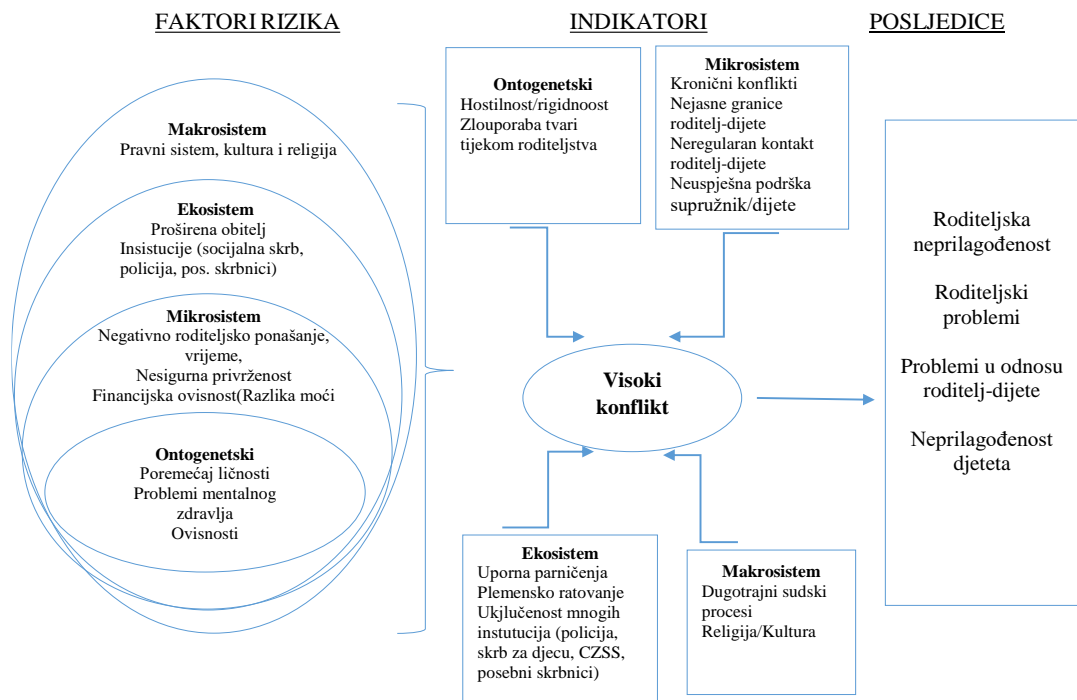 FAKTORI RIZIKA
INDIKATORI
POSLJEDICE
Makrosistem
Pravni sistem, kultura i religija
Ekosistem
Proširena obitelj
Insistucije (socijalna skrb,
policija, pos. skrbnici)
Mikrosistem
Negativno roditeljsko ponašanje,
vrijeme,
Nesigurna privrženost
Financijska ovisnost(Razlika moći
Ontogenetski
Poremećaj ličnosti
Problemi mentalnog
zdravlja
Ovisnosti
Ontogenetski
Hostilnost/rigidnoost
Zlouporaba tvari
tijekom roditeljstva
Mikrosistem
Kronični konflikti
Nejasne granice
roditelj-dijete
Neregularan kontakt
roditelj-dijete
Neuspješna podrška
supružnik/dijete
Visoki
konflikt
Ekosistem
Uporna parničenja
Plemensko ratovanje
Ukjlučenost mnogih
instutucija (policija,
skrb za djecu, CZSS,
posebni skrbnici)
Makrosistem
Dugotrajni sudski
procesi
Religija/Kultura
Roditeljska
neprilagođenost
Roditeljski
problemi
Problemi u odnosu
roditelj-dijete
Neprilagođenost
djeteta